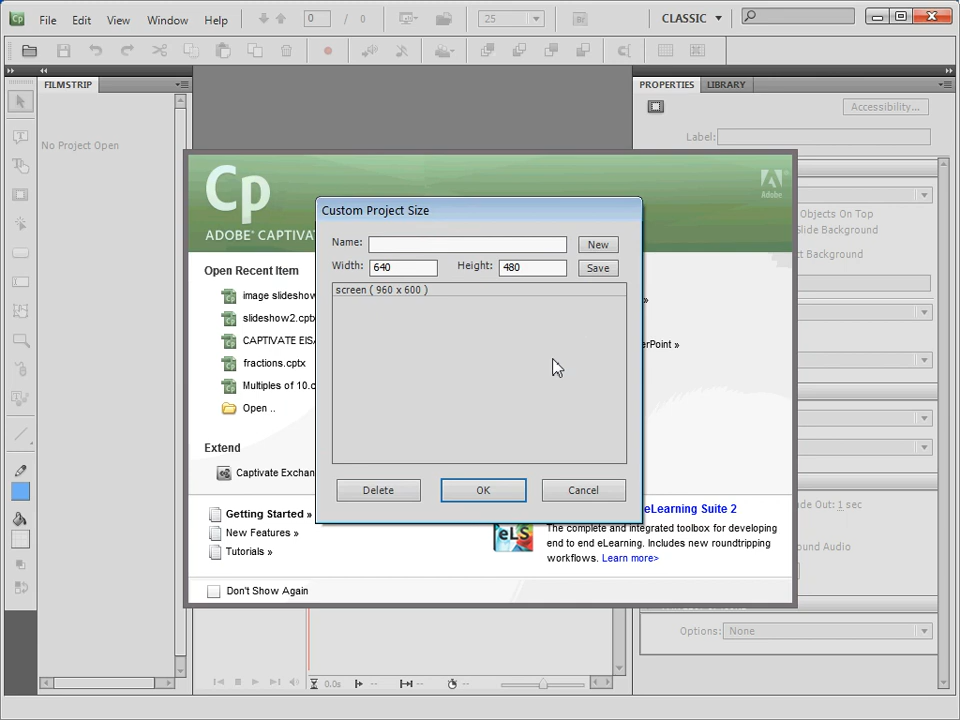 Cp File Edit View Window Help 0 / 0 25 Br CLASSIC
FILMSTRIP
No Project Open
PROPERTIES LIBRARY
Accessibility...
Label:
Objects On Top
Slide Background
ct Background
Options: None
Cp
ADOBE® CAPTIVAT
Adobe
Open Recent Item
image slideshow
slideshow2.cptx
CAPTIVATE EISA
fractions.cptx
Multiples of 10.c
Open ..
Extend
Captivate Exchan
Getting Started »
New Features »
Tutorials »
Don't Show Again
»
erPoint »
eLS
eLearning Suite 2
The complete and integrated toolbox for developing
end to end eLearning. Includes new roundtripping
workflows. Learn more>
de Out: 1 sec
ound Audio
Custom Project Size
Name: New
Width: 640 Height: 480 Save
screen ( 960 x 600 )
Delete OK Cancel
0.0s -- -- --